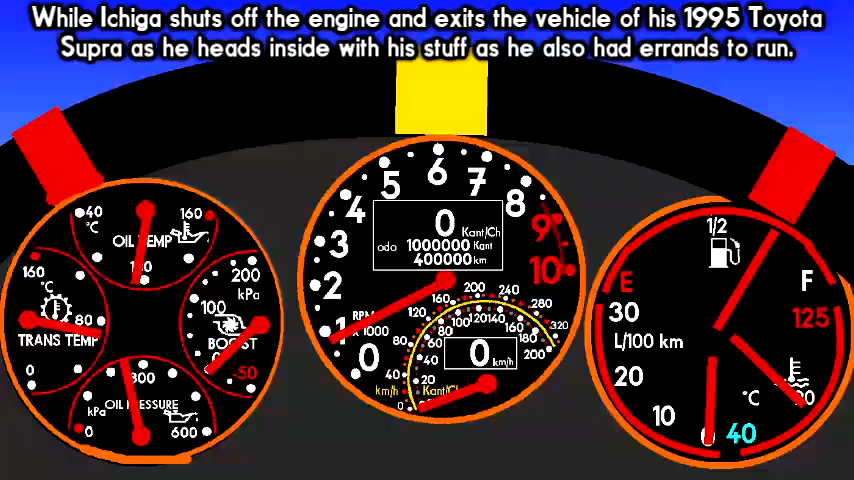 While Ichiga shuts off the engine and exits the vehicle of his 1995 Toyota
Supra as he heads inside with his stuff as he also had errands to run.
40 °C 160
OIL TEMP
160 °C 80
TRANS TEMP
0
200 kPa
100
BOOST
-50
300
OIL PRESSURE
kPa
0 600
0 1 2 3 4 5 6 7 8 9 10
RPM x 1000
0 Kant/Ch
odo 1000000 Kant
400000 km
0 40 80 120 160 200 240 280 320
km/h
20 40 60 80 100 120 140 160 180 200
Kant/Ch
0 km/h
E 1/2 F
30
L/100 km
20
10
0
125
°C
40